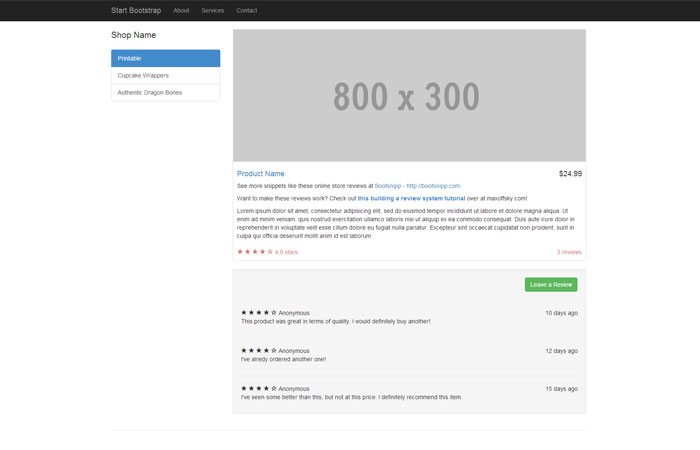 Start Bootstrap About Services Contact
Shop Name
Printable
Cupcake Wrappers
Authentic Dragon Bones
800 x 300
Product Name $24.99
See more snippets like these online store reviews at Bootsnipp - http://bootsnipp.com.
Want to make these reviews work? Check out this building a review system tutorial over at maxoffsky.com!
Lorem ipsum dolor sit amet, consectetur adipisicing elit, sed do eiusmod tempor incididunt ut labore et dolore magna aliqua. Ut
enim ad minim veniam, quis nostrud exercitation ullamco laboris nisi ut aliquip ex ea commodo consequat. Duis aute irure dolor in
reprehenderit in voluptate velit esse cillum dolore eu fugiat nulla pariatur. Excepteur sint occaecat cupidatat non proident, sunt in
culpa qui officia deserunt mollit anim id est laborum
★ ★ ★ ★ ☆ 4.0 stars 3 reviews
Leave a Review
★ ★ ★ ★ ☆ Anonymous 10 days ago
This product was great in terms of quality. I would definitely buy another!
★ ★ ★ ★ ☆ Anonymous 12 days ago
I've alredy ordered another one!
★ ★ ★ ★ ☆ Anonymous 15 days ago
I've seen some better than this, but not at this price. I definitely recommend this item.